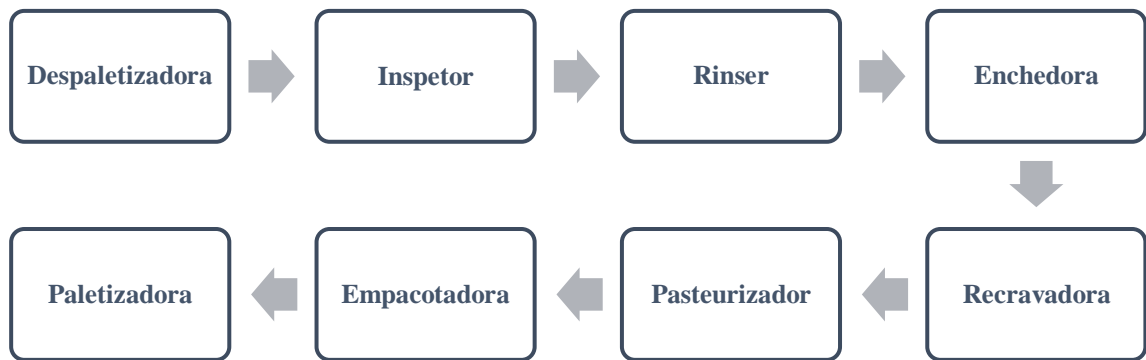 Despaletizadora
Inspetor
Rinser
Enchedora
Recravadora
Pasteurizador
Empacotadora
Paletizadora